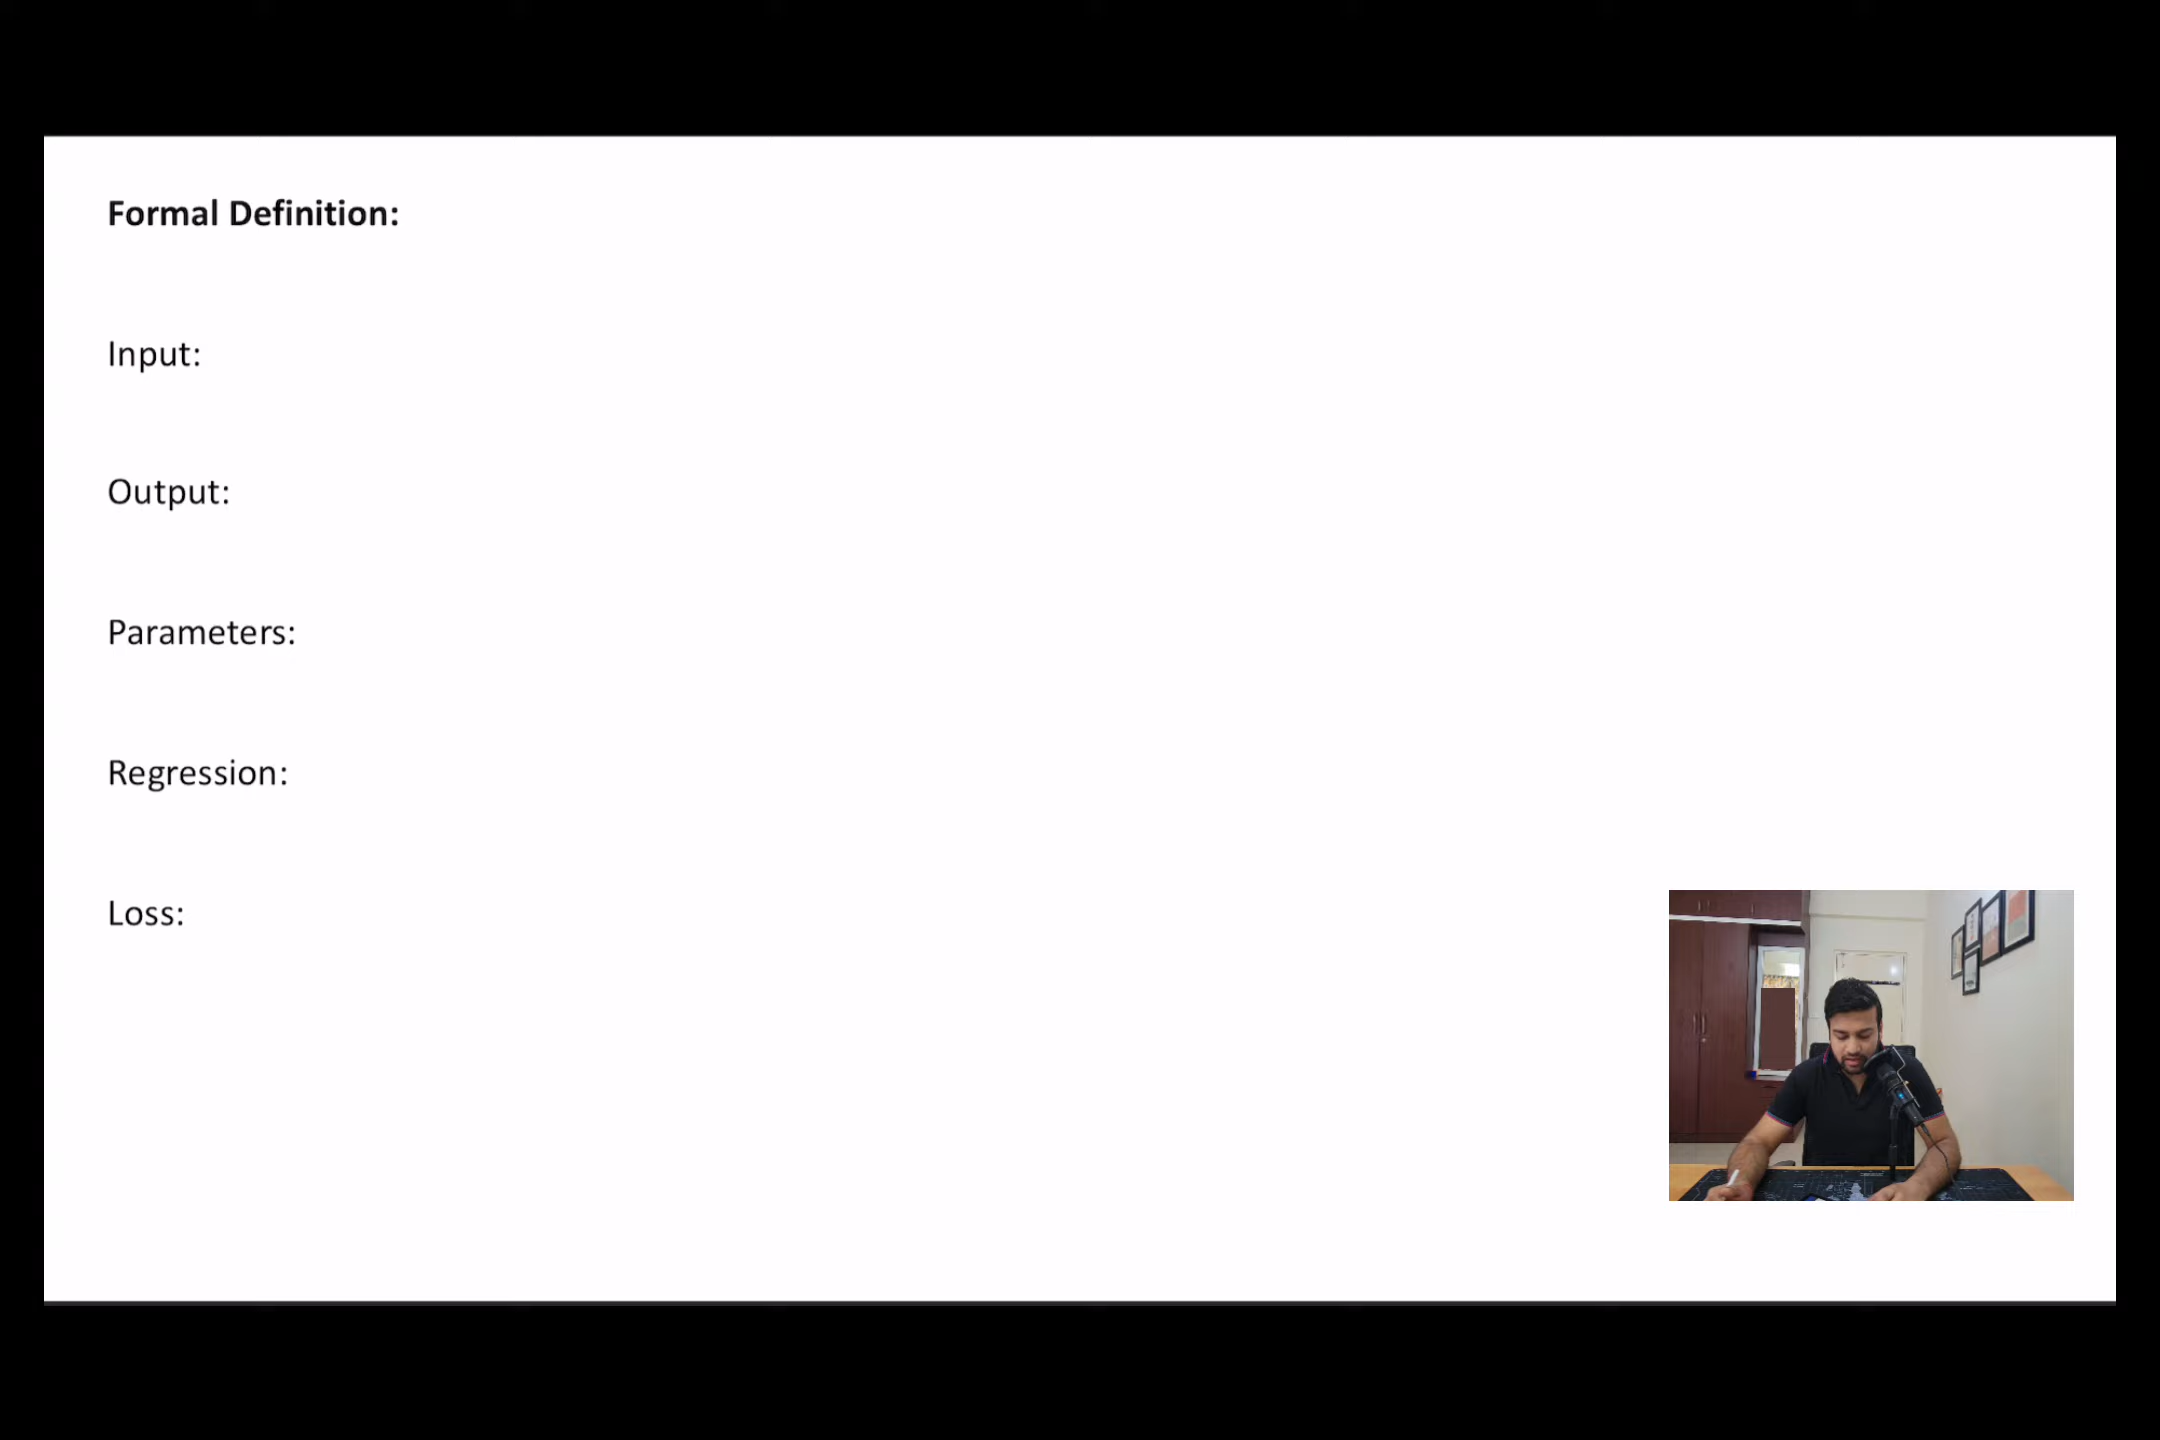 Formal Definition:
Input:
Output:
Parameters:
Regression:
Loss: